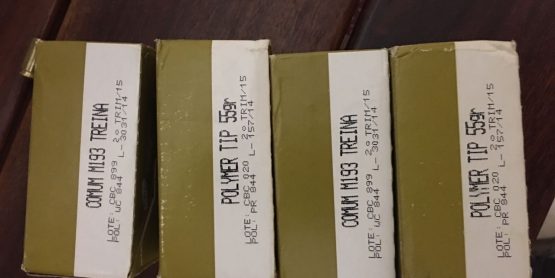 COMUM M193 TREINA
2º TRIM/15
LOTE: CBC 899 L- 3031/14
POL: WC 844
POLYMER TIP 55gr
2º TRIM/15
LOTE: CBC 020 L- 157/14
POL: PR 844
COMUM M193 TREINA
2º TRIM/15
LOTE: CBC 899 L- 3031/14
POL: WC 844
POLYMER TIP 55gr
2º TRIM/15
LOTE: CBC 020 L- 157/14
POL: PR 844